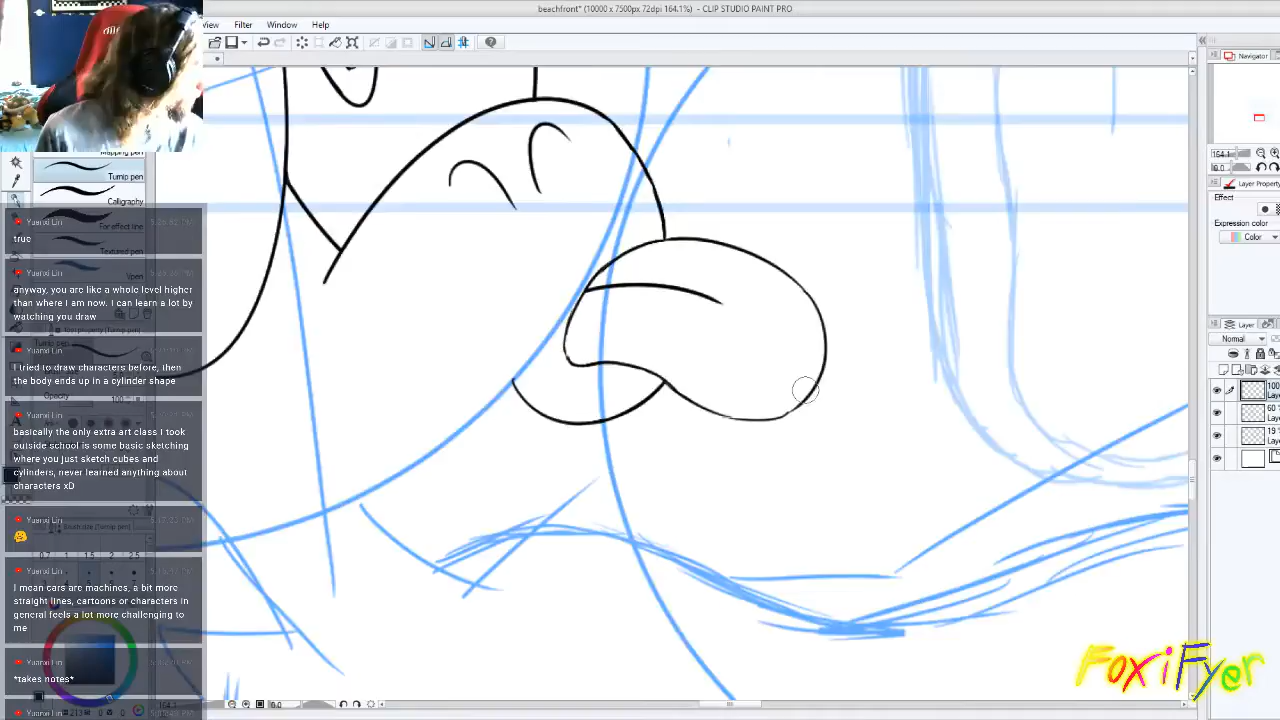 beachfront* (10000 x 7500px 72dpi 164.1%) - CLIP STUDIO PAINT PRO
View Filter Window Help
Navigator
Mapping pen
Turnip pen
Calligraphy
For effect line
Textured pen
164.1
Layer Property
Effect
Expression color
Color
Layer
Normal
Yuanxi Lin
true
Yuanxi Lin
anyway, you are like a whole level higher
than where I am now. I can learn a lot by
watching you draw
Yuanxi Lin
I tried to draw characters before, then
the body ends up in a cylinder shape
Opacity
Yuanxi Lin
basically the only extra art class I took
outside school is some basic sketching
where you just sketch cubes and
cylinders, never learned anything about
characters xD
Yuanxi Lin
Yuanxi Lin
I mean cars are machines, a bit more
straight lines, cartoons or characters in
general feels a lot more challenging to
me
Yuanxi Lin
*takes notes*
Yuanxi Lin
FoxiFyer